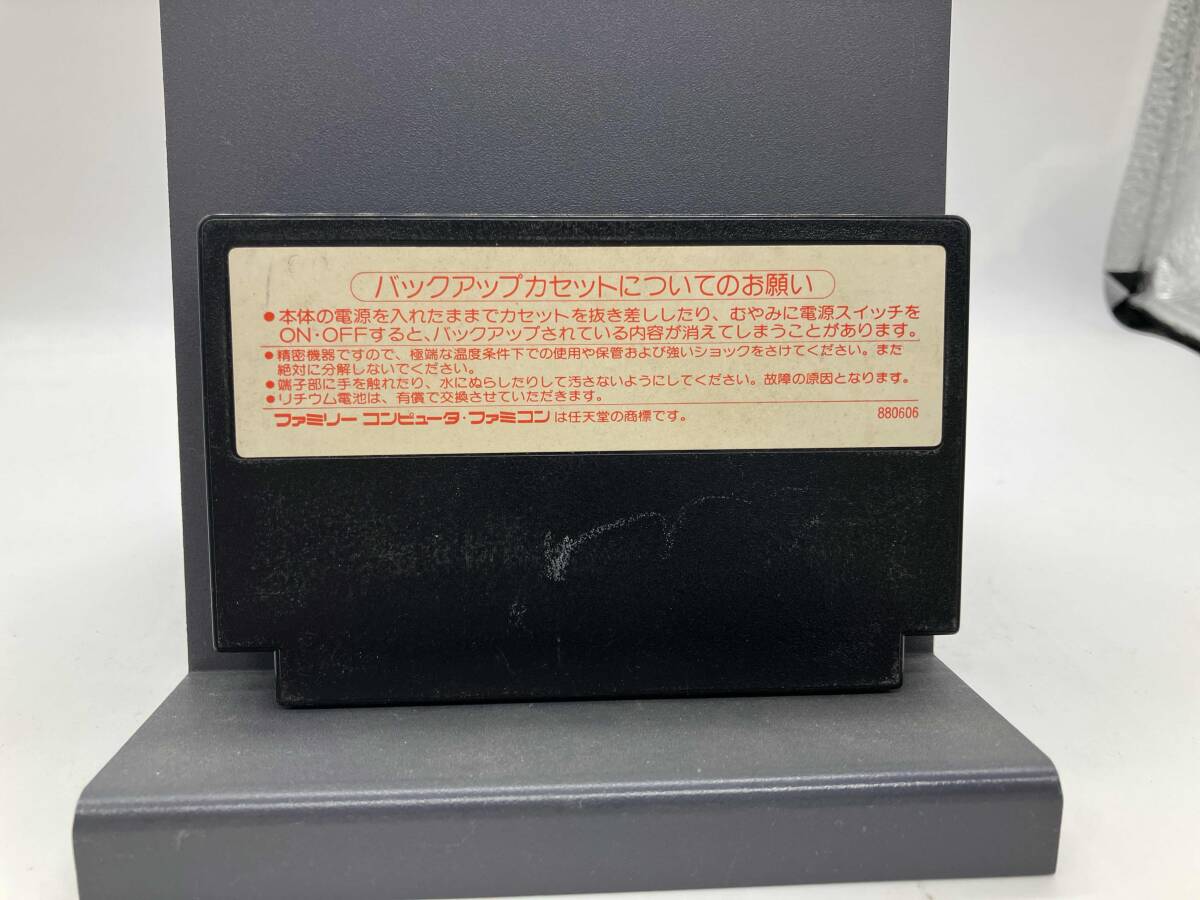 バックアップカセットについてのお願い
●本体の電源を入れたままでカセットを抜き差ししたり、むやみに電源スイッチを
ON・OFFすると、バックアップされている内容が消えてしまうことがあります。
●精密機器ですので、極端な温度条件下での使用や保管および強いショックをさけてください。また
絶対に分解しないでください。
●端子部に手を触れたり、水にぬらしたりして汚さないようにしてください。故障の原因となります。
●リチウム電池は、有償で交換させていただきます。
ファミリー コンピュータ・ファミコンは任天堂の商標です。 880606